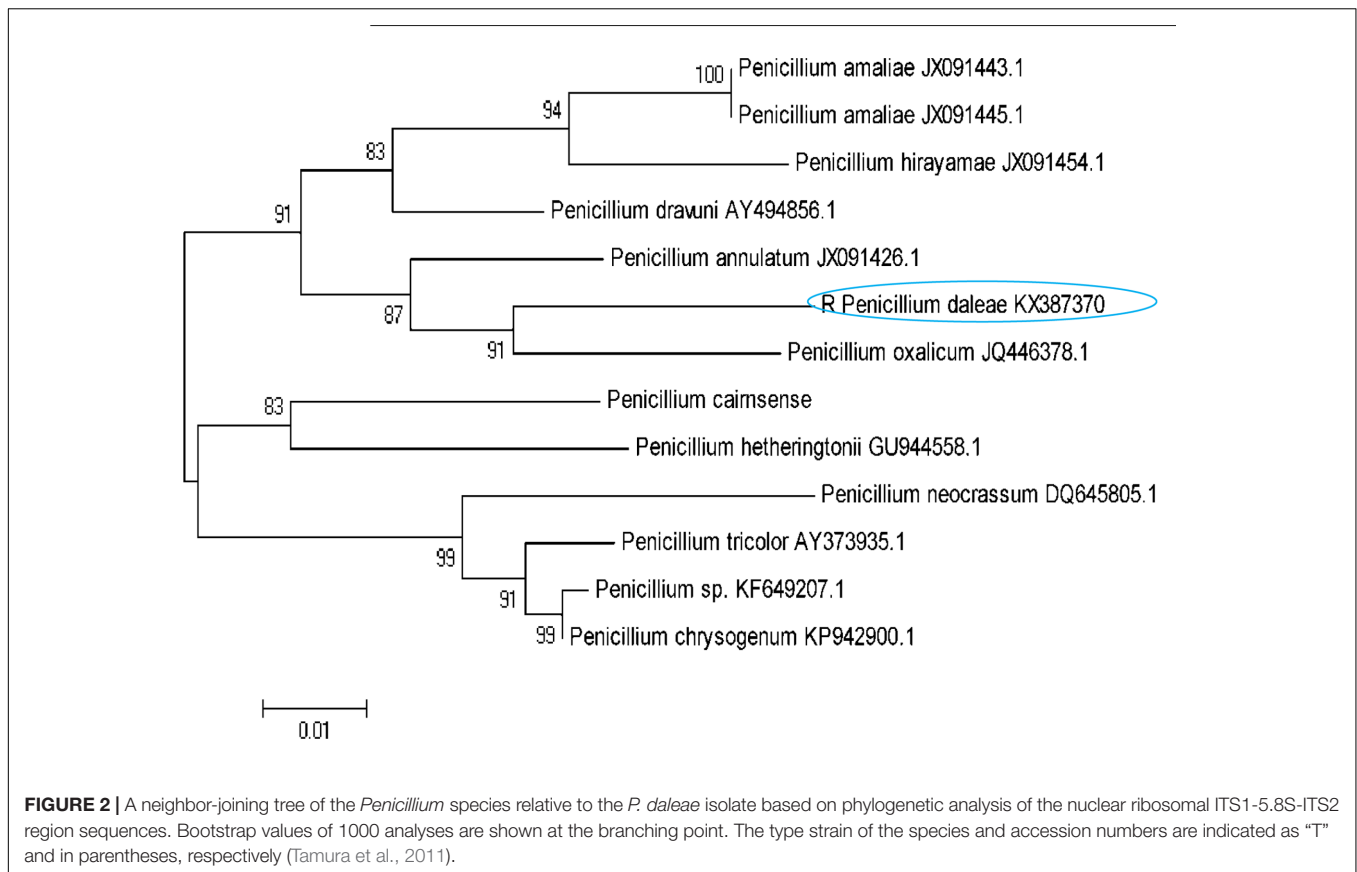 100
Penicillium amaliae JX091443.1
94
Penicillium amaliae JX091445.1
83
Penicillium hirayamae JX091454.1
91
Penicillium dravuni AY494856.1
Penicillium annulatum JX091426.1
87
R Penicillium daleae KX387370
91
Penicillium oxalicum JQ446378.1
83
Penicillium cairnsense
Penicillium hetheringtonii GU944558.1
Penicillium neocrassum DQ645805.1
99
Penicillium tricolor AY373935.1
91
Penicillium sp. KF649207.1
99
Penicillium chrysogenum KP942900.1
0.01
FIGURE 2 | A neighbor-joining tree of the Penicillium species relative to the P. daleae isolate based on phylogenetic analysis of the nuclear ribosomal ITS1-5.8S-ITS2
region sequences. Bootstrap values of 1000 analyses are shown at the branching point. The type strain of the species and accession numbers are indicated as “T”
and in parentheses, respectively (Tamura et al., 2011).